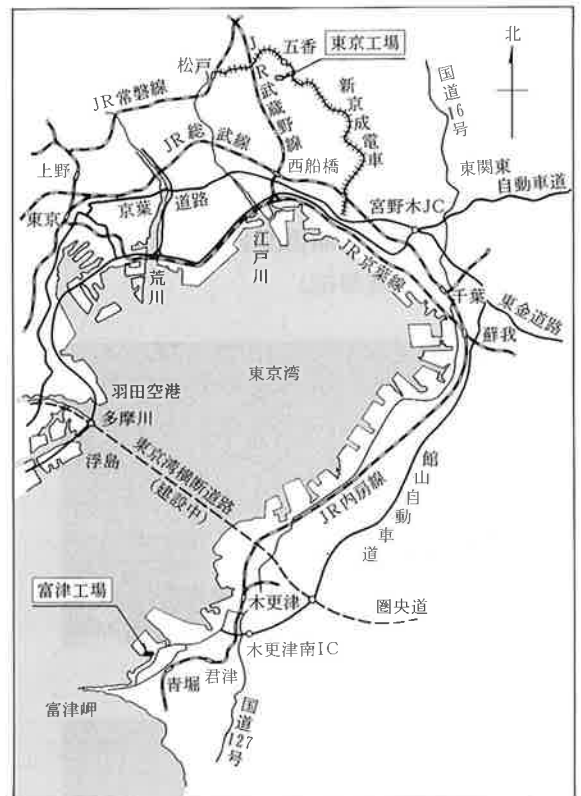 北
五香
東京工場
松戸
JR武蔵野線
国道16号
JR常磐線
新京成電車
JR総武線
上野
西船橋
東関東
自動車道
東京
京葉道路
宮野木JC
江戸川
荒川
JR京葉線
千葉
東金道路
蘇我
東京湾
羽田空港
多摩川
浮島
東京湾横断道路
(建設中)
館山自動車道
JR内房線
富津工場
木更津
圏央道
木更津南IC
君津
青堀
富津岬
国道127号